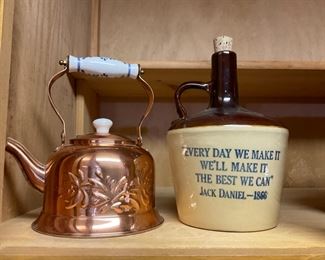 "EVERY DAY WE MAKE IT
WE'LL MAKE IT
THE BEST WE CAN"
JACK DANIEL-1866